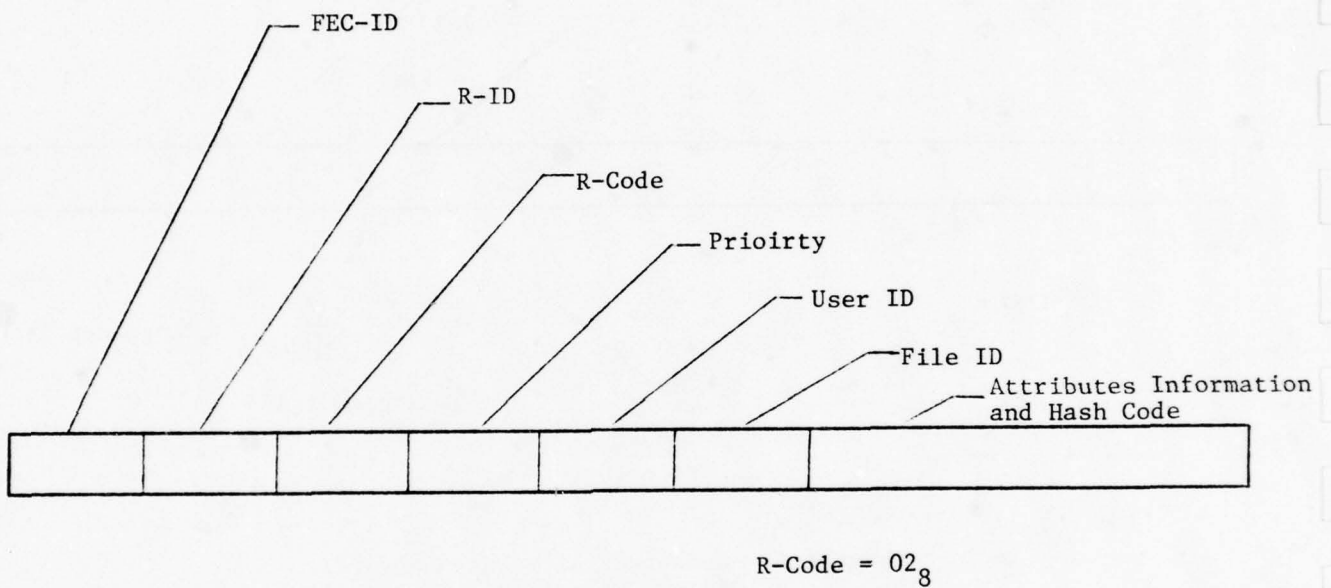 FEC-ID
R-ID
R-Code
Prioirty
User ID
File ID
Attributes Information
and Hash Code
R-Code = 02₈